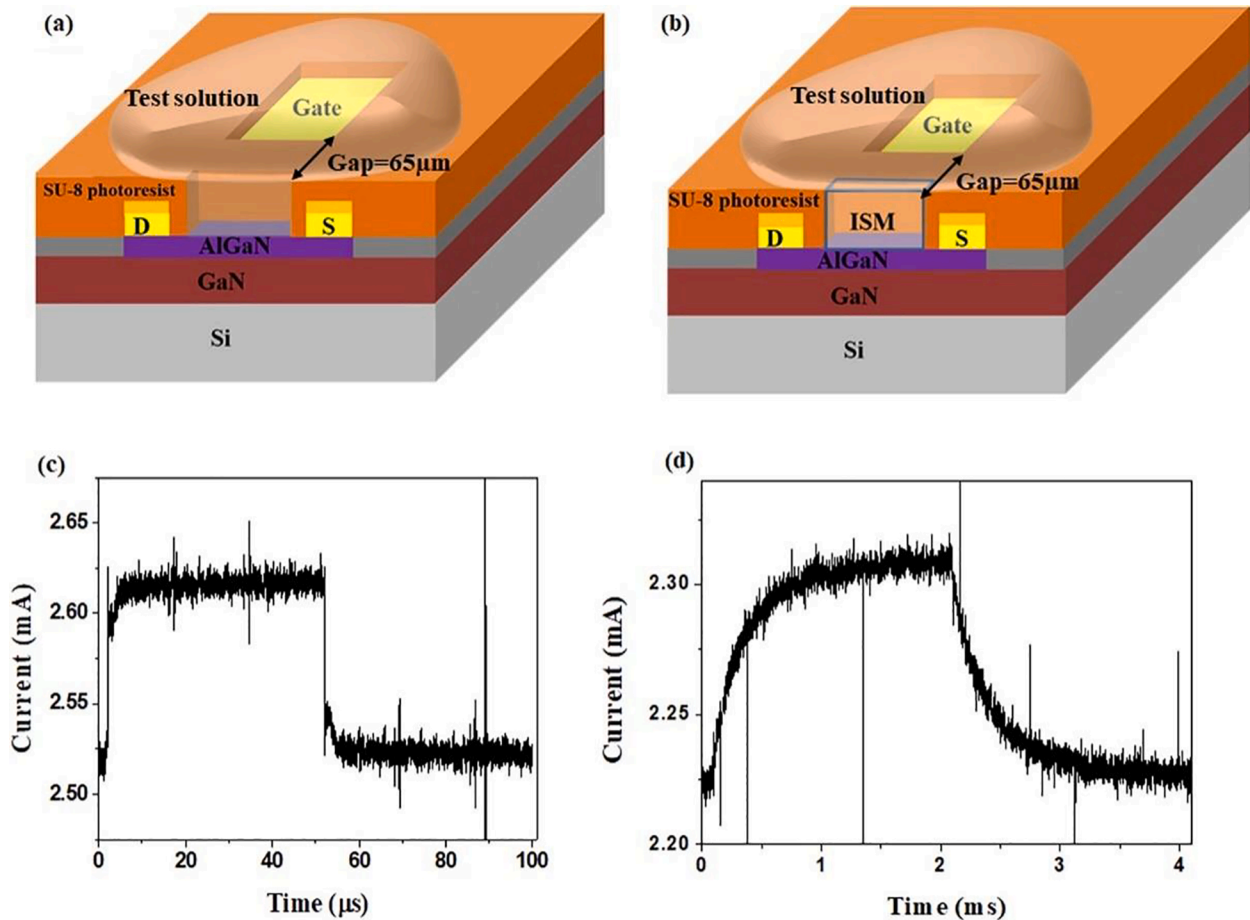 (a)
Test solution
Gate
Gap=65μm
SU-8 photoresist
D
S
AlGaN
GaN
Si
(b)
Test solution
Gate
Gap=65μm
SU-8 photoresist
ISM
D
S
AlGaN
GaN
Si
(c)
2.65
2.60
2.55
2.50
Current (mA)
0 20 40 60 80 100
Time (μs)
(d)
2.30
2.25
2.20
Current (mA)
0 1 2 3 4
Time (ms)